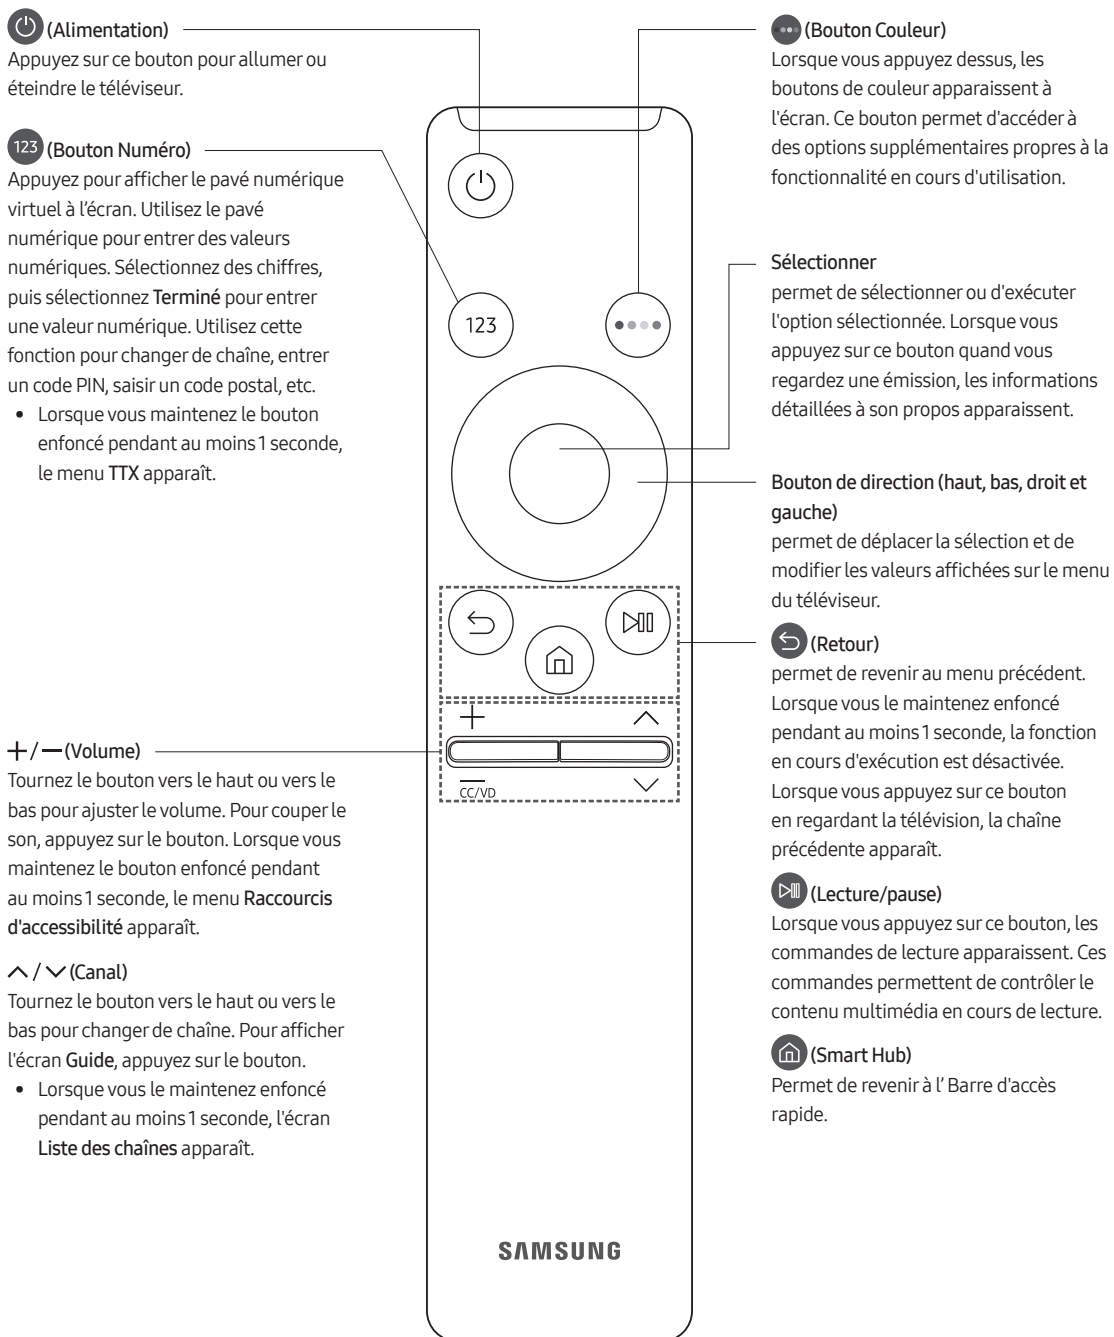 (Alimentation)
Appuyez sur ce bouton pour allumer ou
éteindre le téléviseur.
123 (Bouton Numéro)
Appuyez pour afficher le pavé numérique
virtuel à l'écran. Utilisez le pavé
numérique pour entrer des valeurs
numériques. Sélectionnez des chiffres,
puis sélectionnez Terminé pour entrer
une valeur numérique. Utilisez cette
fonction pour changer de chaîne, entrer
un code PIN, saisir un code postal, etc.
• Lorsque vous maintenez le bouton
enfoncé pendant au moins 1 seconde,
le menu TTX apparaît.
+ / — (Volume)
Tournez le bouton vers le haut ou vers le
bas pour ajuster le volume. Pour couper le
son, appuyez sur le bouton. Lorsque vous
maintenez le bouton enfoncé pendant
au moins 1 seconde, le menu Raccourcis
d'accessibilité apparaît.
/ (Canal)
Tournez le bouton vers le haut ou vers le
bas pour changer de chaîne. Pour afficher
l'écran Guide, appuyez sur le bouton.
• Lorsque vous le maintenez enfoncé
pendant au moins 1 seconde, l'écran
Liste des chaînes apparaît.
123
CC/VD
SAMSUNG
(Bouton Couleur)
Lorsque vous appuyez dessus, les
boutons de couleur apparaissent à
l'écran. Ce bouton permet d'accéder à
des options supplémentaires propres à la
fonctionnalité en cours d'utilisation.
Sélectionner
permet de sélectionner ou d'exécuter
l'option sélectionnée. Lorsque vous
appuyez sur ce bouton quand vous
regardez une émission, les informations
détaillées à son propos apparaissent.
Bouton de direction (haut, bas, droit et
gauche)
permet de déplacer la sélection et de
modifier les valeurs affichées sur le menu
du téléviseur.
(Retour)
permet de revenir au menu précédent.
Lorsque vous le maintenez enfoncé
pendant au moins 1 seconde, la fonction
en cours d'exécution est désactivée.
Lorsque vous appuyez sur ce bouton
en regardant la télévision, la chaîne
précédente apparaît.
(Lecture/pause)
Lorsque vous appuyez sur ce bouton, les
commandes de lecture apparaissent. Ces
commandes permettent de contrôler le
contenu multimédia en cours de lecture.
(Smart Hub)
Permet de revenir à l’ Barre d'accès
rapide.